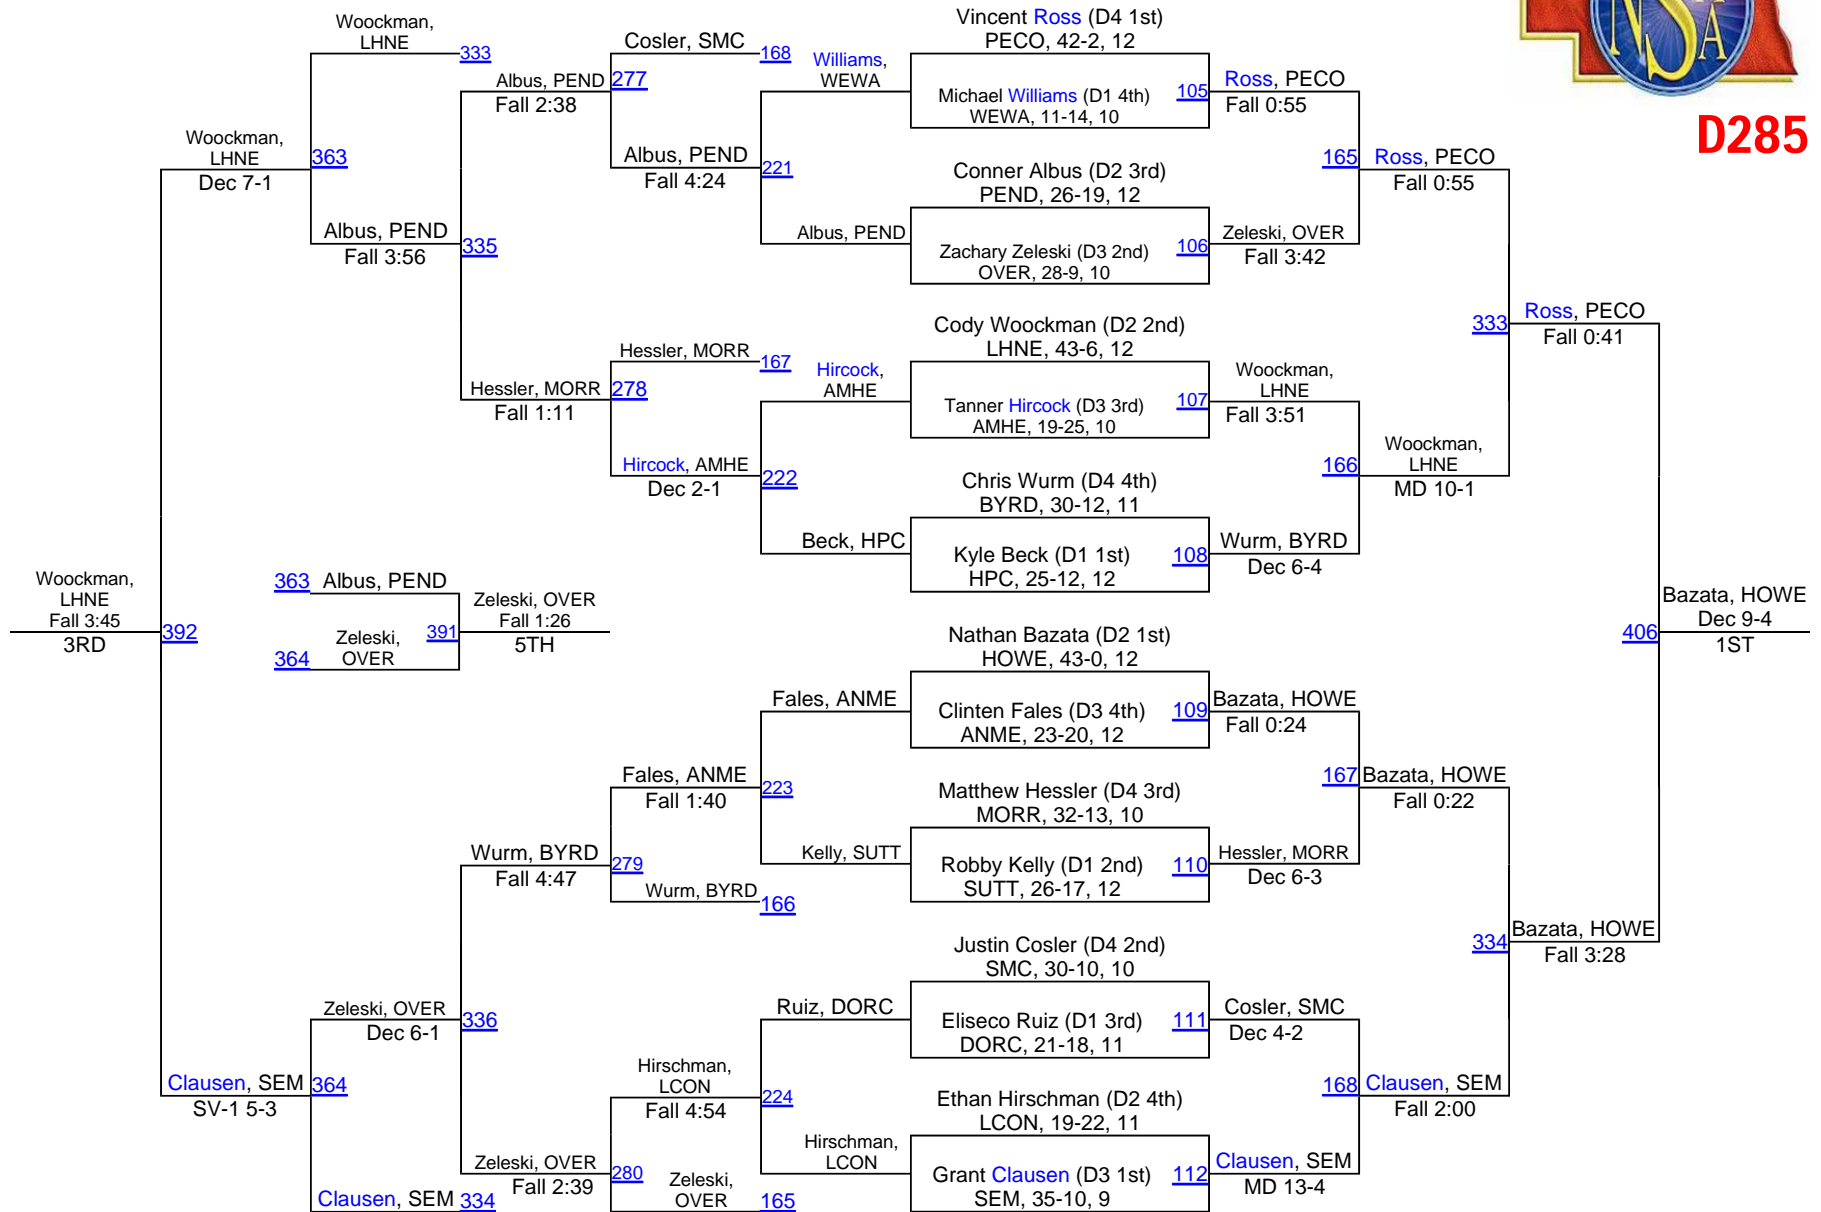 NSA
D285
Woockman,
LHNE
333
Albus, PEND
Fall 2:38
277
Cosler, SMC
168
Williams,
WEWA
Vincent Ross (D4 1st)
PECO, 42-2, 12
Michael Williams (D1 4th)
WEWA, 11-14, 10
105
Ross, PECO
Fall 0:55
Woockman,
LHNE
Dec 7-1
363
Albus, PEND
Fall 4:24
221
Conner Albus (D2 3rd)
PEND, 26-19, 12
165
Ross, PECO
Fall 0:55
Albus, PEND
Fall 3:56
335
Albus, PEND
Zachary Zeleski (D3 2nd)
OVER, 28-9, 10
106
Zeleski, OVER
Fall 3:42
Cody Woockman (D2 2nd)
LHNE, 43-6, 12
333
Ross, PECO
Fall 0:41
Hessler, MORR
Fall 1:11
278
Hessler, MORR
167
Hircock,
AMHE
Tanner Hircock (D3 3rd)
AMHE, 19-25, 10
107
Woockman,
LHNE
Fall 3:51
Hircock, AMHE
Dec 2-1
222
Chris Wurm (D4 4th)
BYRD, 30-12, 11
166
Woockman,
LHNE
MD 10-1
Beck, HPC
Kyle Beck (D1 1st)
HPC, 25-12, 12
108
Wurm, BYRD
Dec 6-4
Woockman,
LHNE
Fall 3:45
3RD
392
363
Albus, PEND
364
Zeleski,
OVER
391
Zeleski, OVER
Fall 1:26
5TH
Nathan Bazata (D2 1st)
HOWE, 43-0, 12
406
Bazata, HOWE
Dec 9-4
1ST
Fales, ANME
Clinten Fales (D3 4th)
ANME, 23-20, 12
109
Bazata, HOWE
Fall 0:24
Fales, ANME
Fall 1:40
223
Matthew Hessler (D4 3rd)
MORR, 32-13, 10
167
Bazata, HOWE
Fall 0:22
Wurm, BYRD
Fall 4:47
279
Wurm, BYRD
166
Kelly, SUTT
Robby Kelly (D1 2nd)
SUTT, 26-17, 12
110
Hessler, MORR
Dec 6-3
Justin Cosler (D4 2nd)
SMC, 30-10, 10
334
Bazata, HOWE
Fall 3:28
Zeleski, OVER
Dec 6-1
336
Ruiz, DORC
Eliseco Ruiz (D1 3rd)
DORC, 21-18, 11
111
Cosler, SMC
Dec 4-2
Clausen, SEM
SV-1 5-3
364
Hirschman,
LCON
Fall 4:54
224
Ethan Hirschman (D2 4th)
LCON, 19-22, 11
168
Clausen, SEM
Fall 2:00
Clausen, SEM
334
Zeleski, OVER
Fall 2:39
280
Zeleski,
OVER
165
Hirschman,
LCON
Grant Clausen (D3 1st)
SEM, 35-10, 9
112
Clausen, SEM
MD 13-4